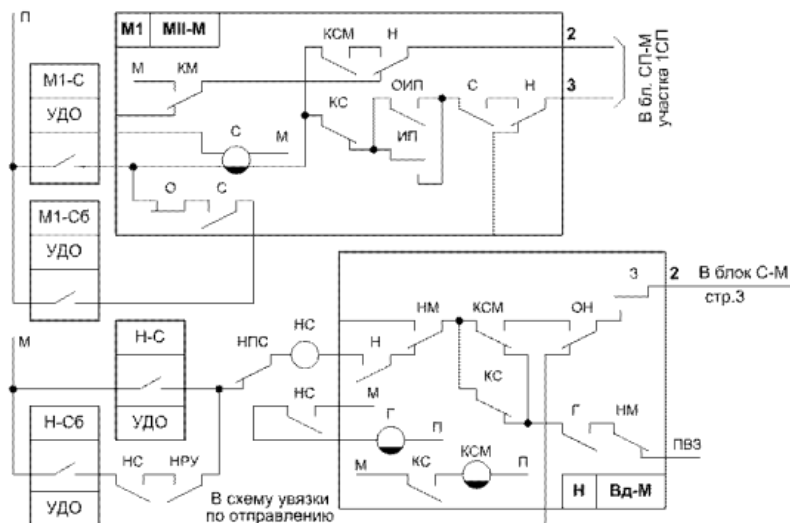 П
М1 МII-М
КСМ Н 2
М КМ
М1-С
УДО
ОИП С Н 3
КС
В бл. СП-М
участка 1СП
С М
ИП
О С
М1-Сб
УДО
М
Н-С
УДО
НПС НС
Н НМ КСМ ОН З 2
В блок С-М
стр.3
КС
НС М
Г П
Г НМ
ПВЗ
Н-Сб
УДО
НС НРУ
М КС КСМ П
В схему увязки
по отправлению
Н Вд-М